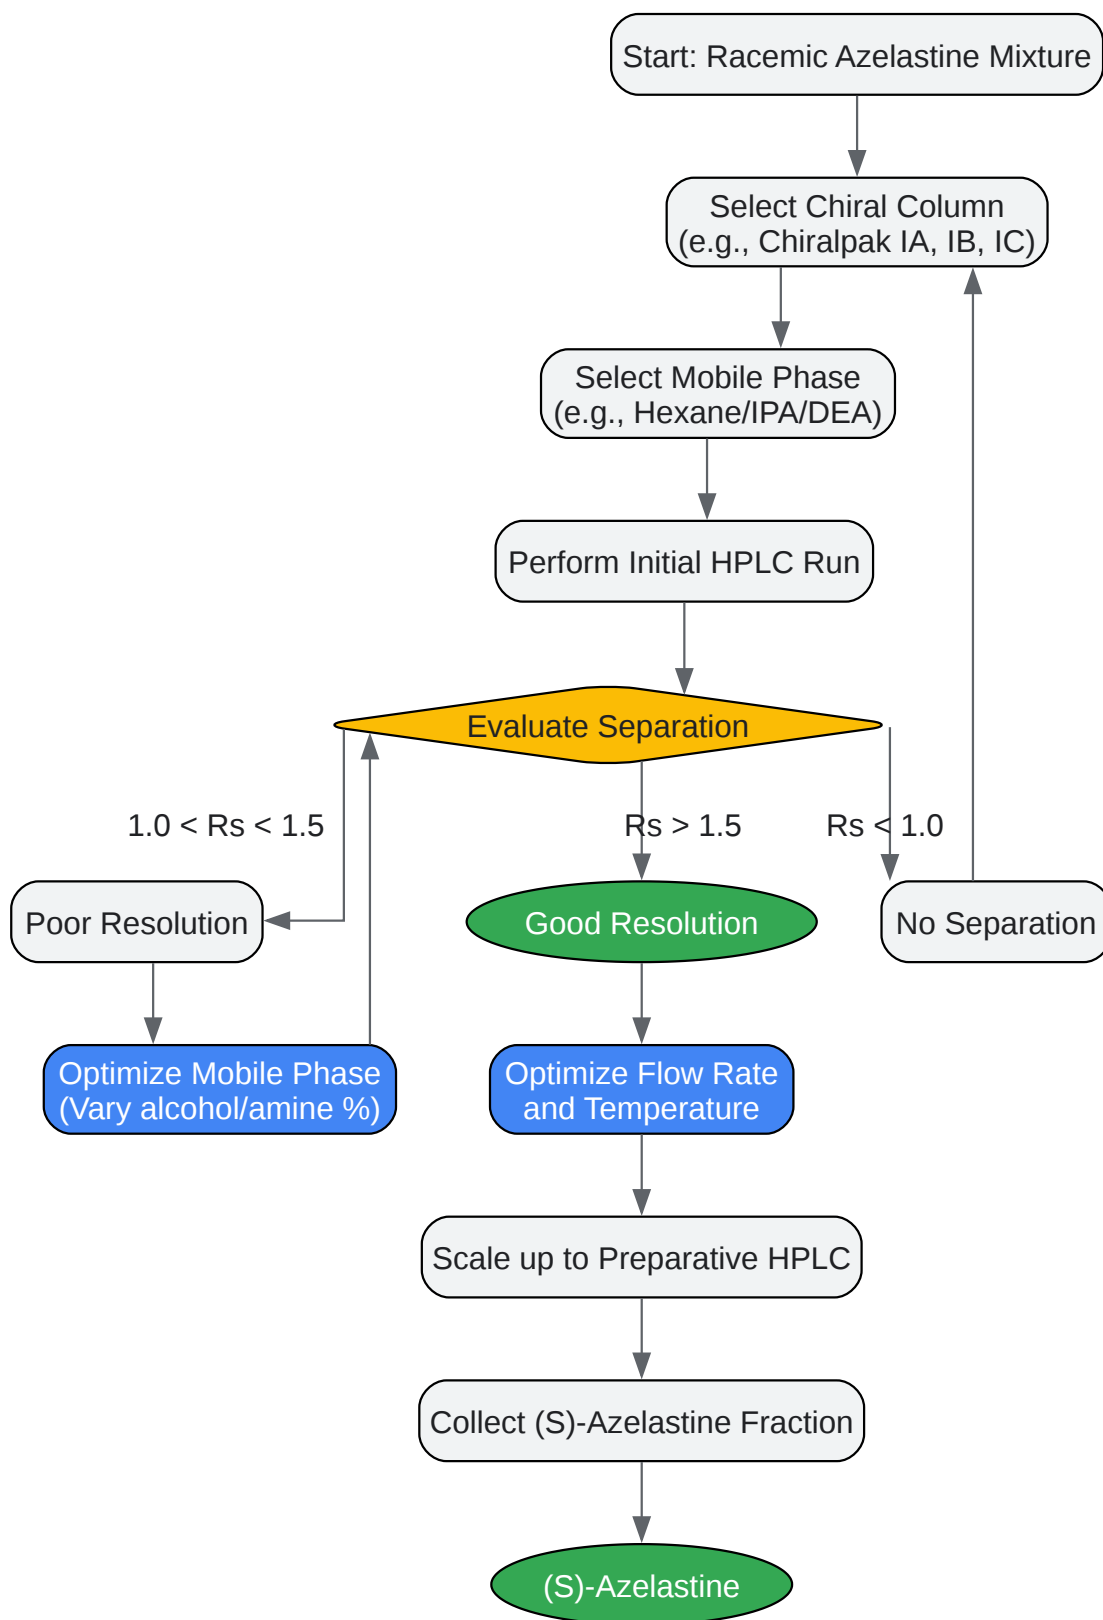 Start: Racemic Azelastine Mixture
Select Chiral Column
(e.g., Chiralpak IA, IB, IC)
Select Mobile Phase
(e.g., Hexane/IPA/DEA)
Perform Initial HPLC Run
Evaluate Separation
1.0 < Rs < 1.5
Rs > 1.5
Rs < 1.0
Poor Resolution
Good Resolution
No Separation
Optimize Mobile Phase
(Vary alcohol/amine %)
Optimize Flow Rate
and Temperature
Scale up to Preparative HPLC
Collect (S)-Azelastine Fraction
(S)-Azelastine